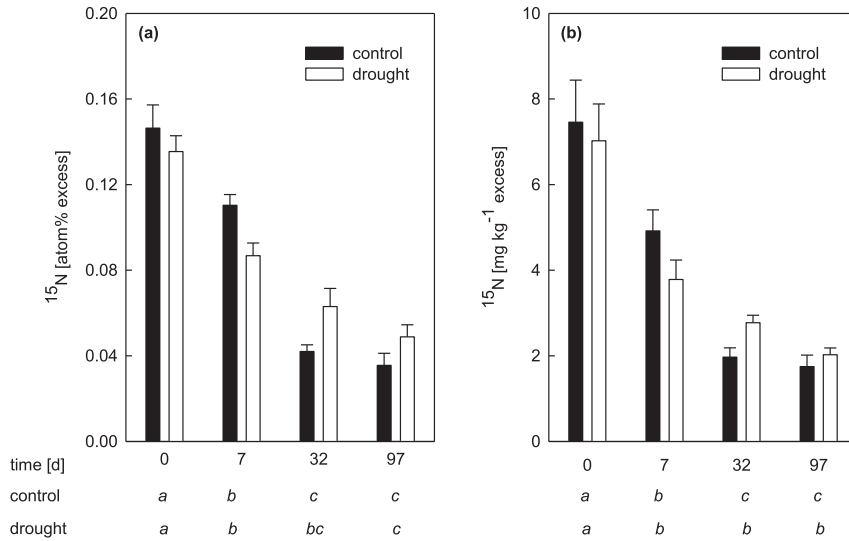 (a)
control
drought
0.20
0.16
0.12
0.08
0.04
0.00
15N [atom% excess]
(b)
control
drought
10
8
6
4
2
0
15N [mg kg-1 excess]
time [d] 0 7 32 97 0 7 32 97
control a b c c a b c c
drought a b bc c a b b b